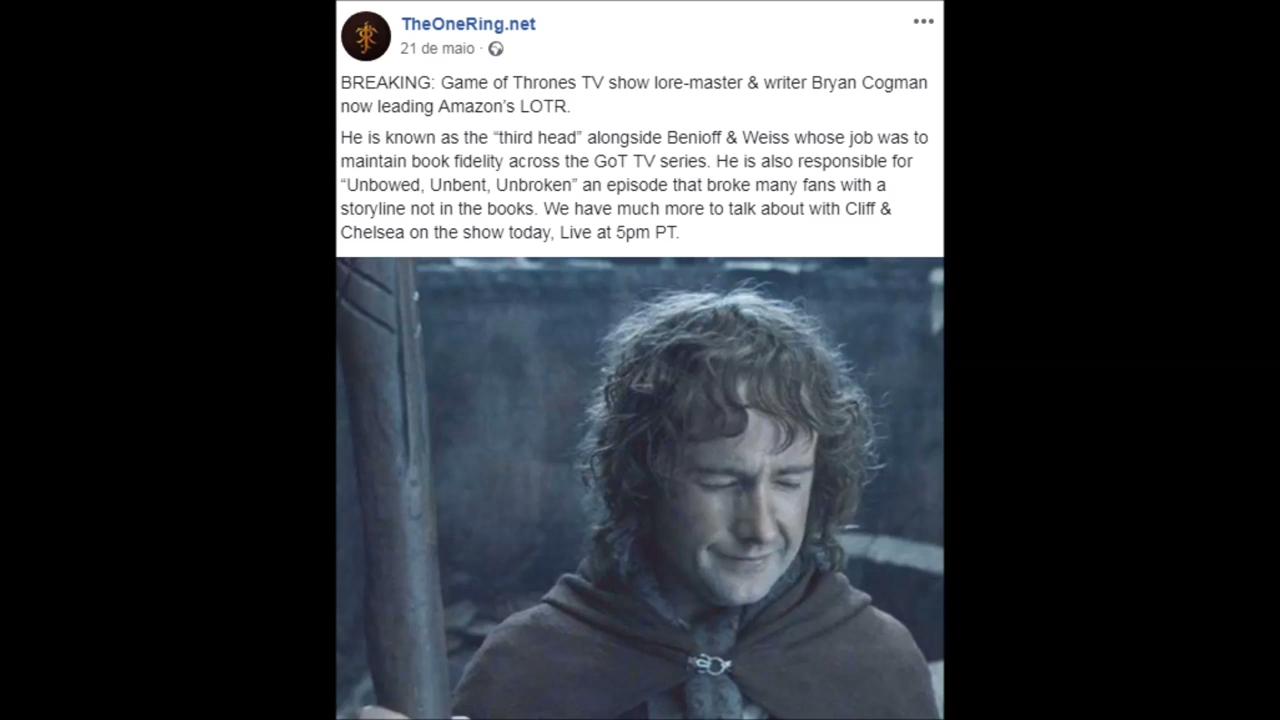 TheOneRing.net
21 de maio ·
BREAKING: Game of Thrones TV show lore-master & writer Bryan Cogman
now leading Amazon's LOTR.
He is known as the “third head” alongside Benioff & Weiss whose job was to
maintain book fidelity across the GoT TV series. He is also responsible for
“Unbowed, Unbent, Unbroken” an episode that broke many fans with a
storyline not in the books. We have much more to talk about with Cliff &
Chelsea on the show today, Live at 5pm PT.